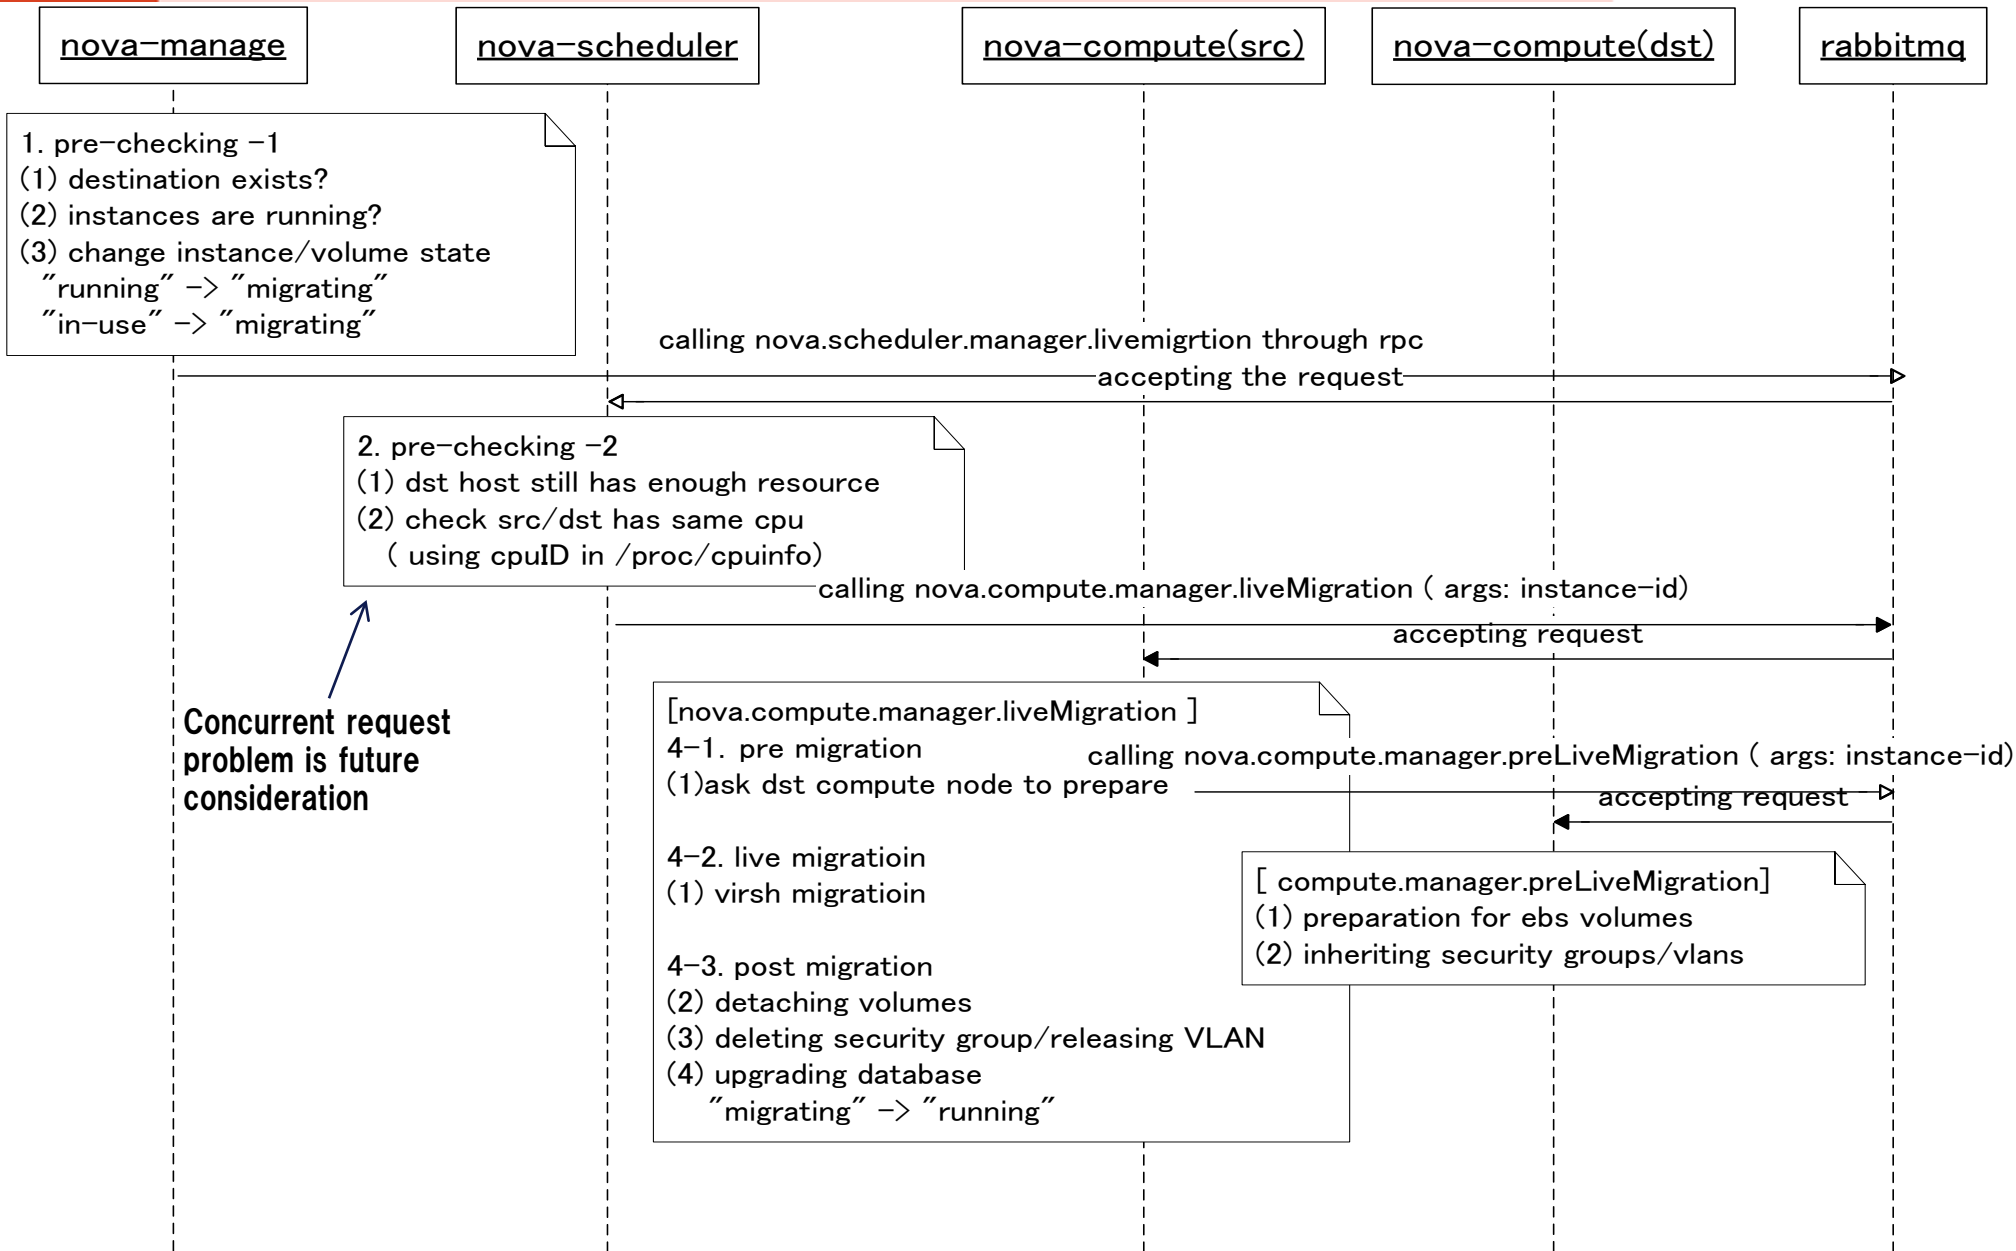 nova-manage
nova-scheduler
nova-compute(src)
nova-compute(dst)
rabbitmq
1. pre-checking -1
(1) destination exists?
(2) instances are running?
(3) change instance/volume state
"running" -> "migrating"
"in-use" -> "migrating"
calling nova.scheduler.manager.livemigrtion through rpc
accepting the request
2. pre-checking -2
(1) dst host still has enough resource
(2) check src/dst has same cpu
( using cpuID in /proc/cpuinfo)
calling nova.compute.manager.liveMigration ( args: instance-id)
accepting request
Concurrent request
problem is future
consideration
[nova.compute.manager.liveMigration ]
4-1. pre migration
(1)ask dst compute node to prepare
calling nova.compute.manager.preLiveMigration ( args: instance-id)
accepting request
4-2. live migratioin
(1) virsh migratioin
4-3. post migration
(2) detaching volumes
(3) deleting security group/releasing VLAN
(4) upgrading database
"migrating" -> "running"
[ compute.manager.preLiveMigration]
(1) preparation for ebs volumes
(2) inheriting security groups/vlans